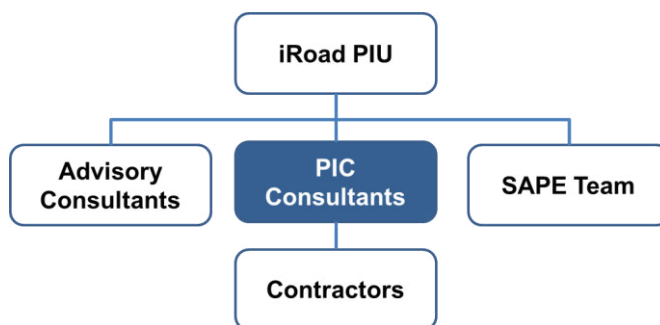 iRoad PIU
Advisory
Consultants
PIC
Consultants
SAPE Team
Contractors